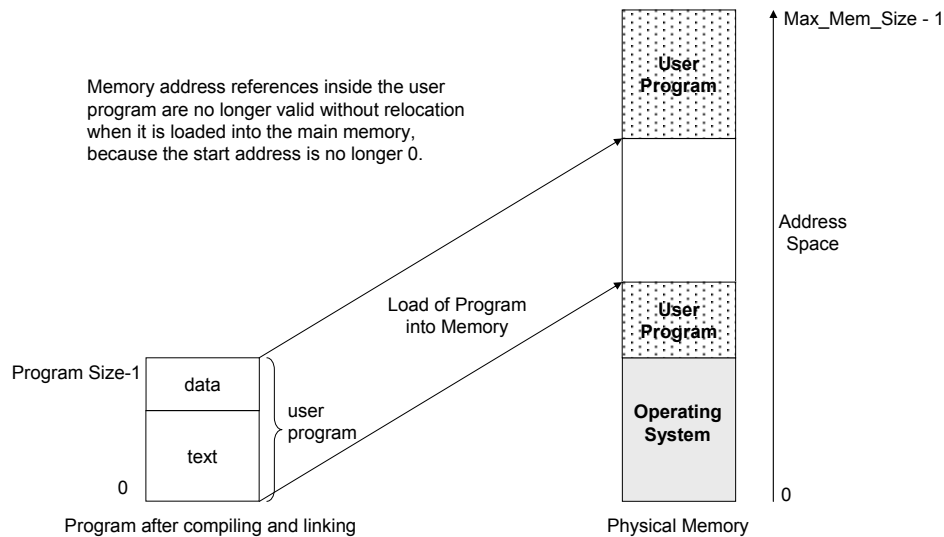 Max_Mem_Size - 1
User
Program
Memory address references inside the user
program are no longer valid without relocation
when it is loaded into the main memory,
because the start address is no longer 0.
Address
Space
Load of Program
into Memory
User
Program
Program Size-1
data
user
program
text
0
Operating
System
0
Program after compiling and linking
Physical Memory